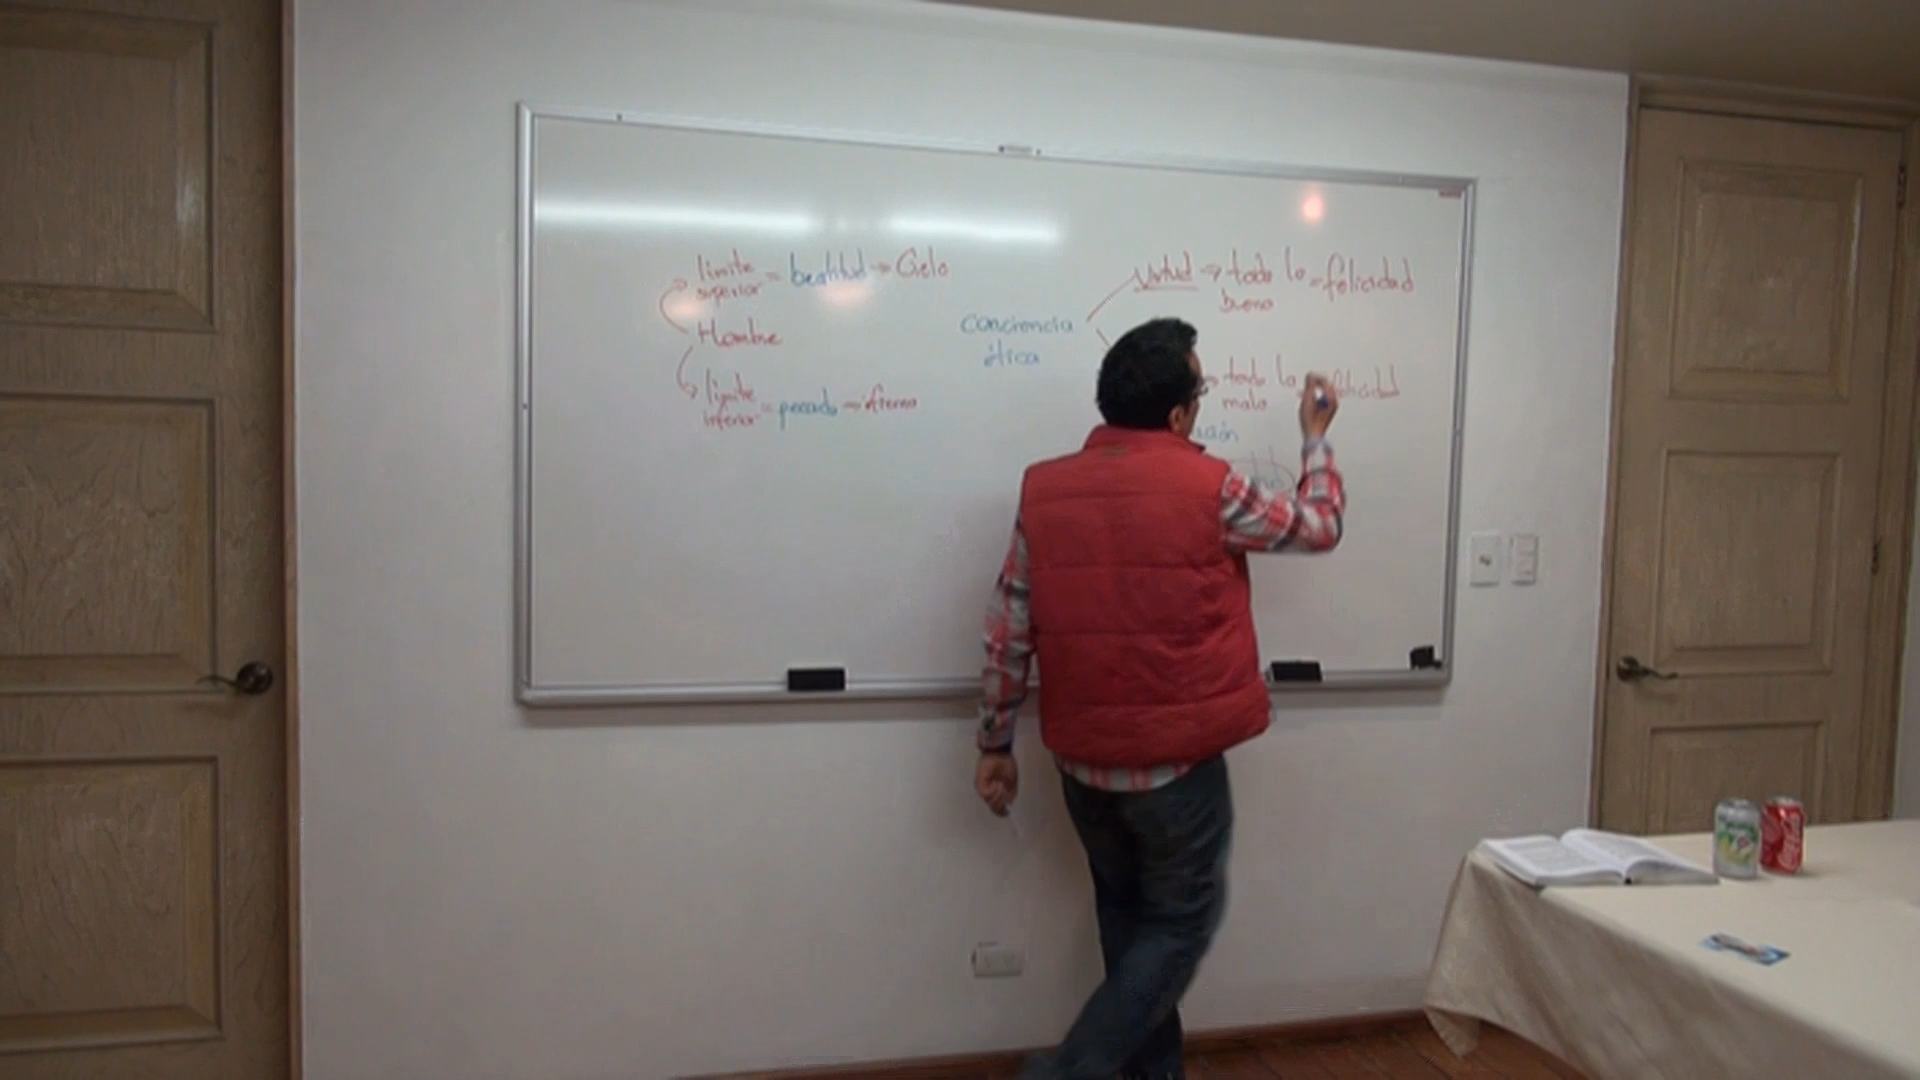 límite = beatitud → Cielo
superior
Hombre
límite = pecado → infierno
inferior
Conciencia
ética
Virtud → todo lo = felicidad
bueno
todo lo
malo